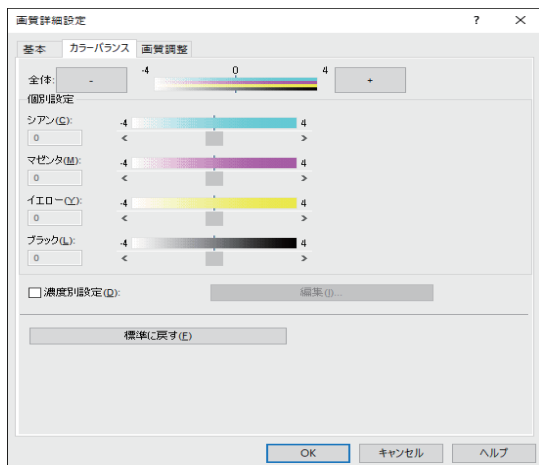 画質詳細設定 ? ×
基本 カラーバランス 画質調整
全体: - -4 0 4 +
個別設定
シアン(C): -4 4
0 < >
マゼンタ(M): -4 4
0 < >
イエロー(Y): -4 4
0 < >
ブラック(L): -4 4
0 < >
濃度別設定(D): 編集(I)...
標準に戻す(F)
OK キャンセル ヘルプ